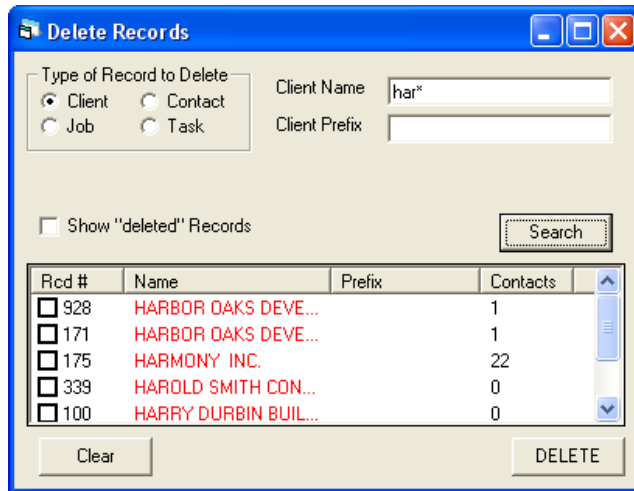 Delete Records
Type of Record to Delete
Client Contact
Job Task
Client Name har*
Client Prefix
Show "deleted" Records
Search
Rcd # Name Prefix Contacts
928 HARBOR OAKS DEVE... 1
171 HARBOR OAKS DEVE... 1
175 HARMONY INC. 22
339 HAROLD SMITH CON... 0
100 HARRY DURBIN BUIL... 0
Clear DELETE